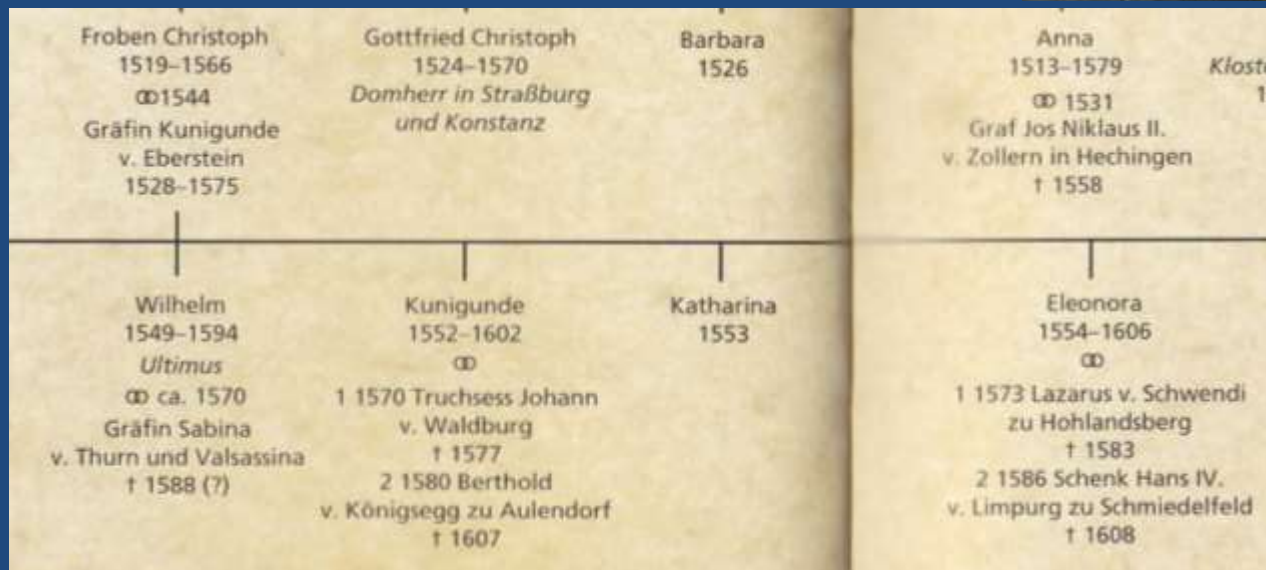 Froben Christoph
1519–1566
⚭1544
Gräfin Kunigunde
v. Eberstein
1528–1575
Gottfried Christoph
1524–1570
Domherr in Straßburg
und Konstanz
Barbara
1526
Anna
1513–1579
⚭ 1531
Graf Jos Niklaus II.
v. Zollern in Hechingen
† 1558
Wilhelm
1549–1594
Ultimus
⚭ ca. 1570
Gräfin Sabina
v. Thurn und Valsassina
† 1588 (?)
Kunigunde
1552–1602
⚭
1 1570 Truchsess Johann
v. Waldburg
† 1577
2 1580 Berthold
v. Königsegg zu Aulendorf
† 1607
Katharina
1553
Eleonora
1554–1606
⚭
1 1573 Lazarus v. Schwendi
zu Hohlandsberg
† 1583
2 1586 Schenk Hans IV.
v. Limpurg zu Schmiedelfeld
† 1608